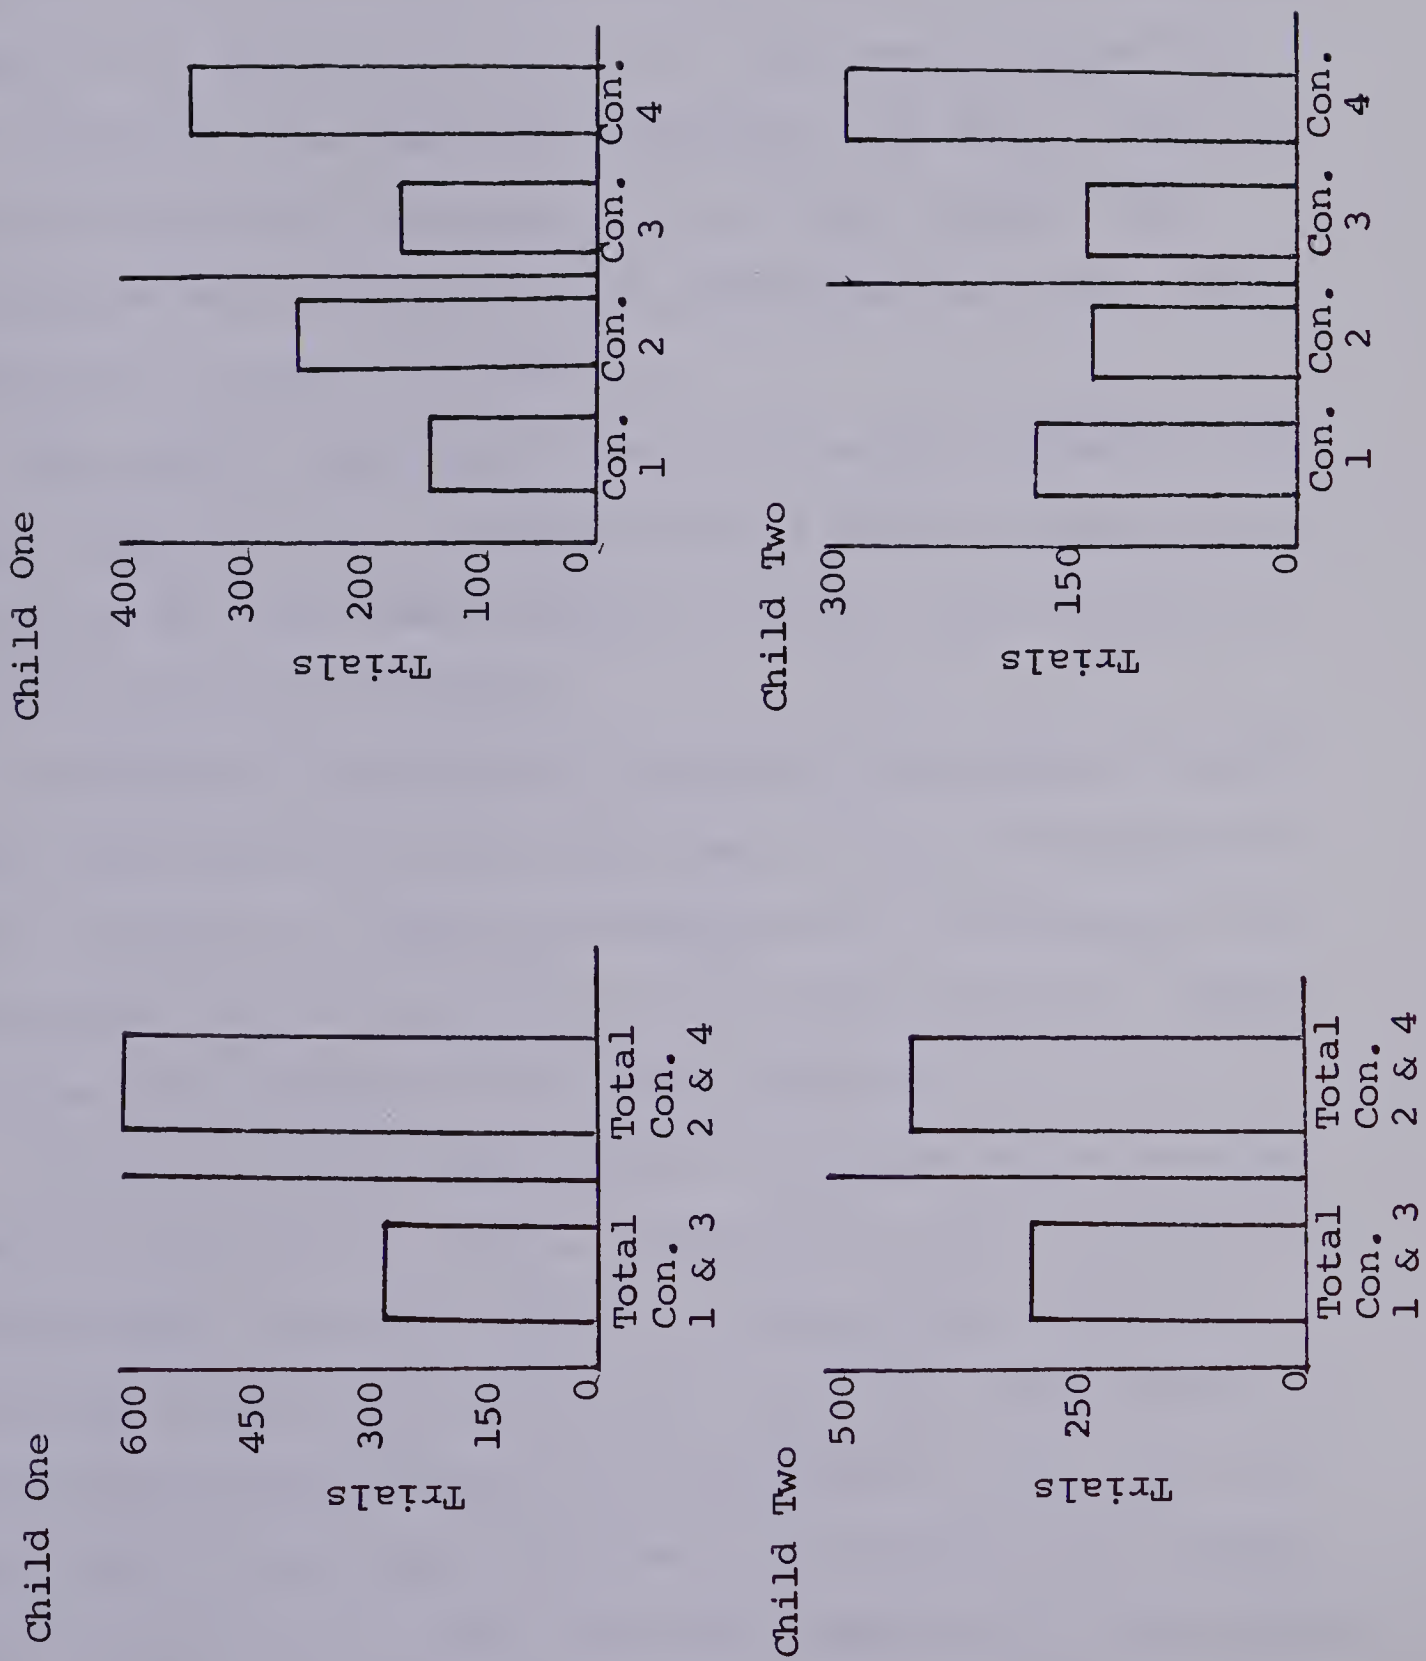 Child One
600
450
300
150
0
Trials
Total
Con.
1 & 3
Total
Con.
2 & 4
Child One
400
300
200
100
0
Trials
Con.
1
Con.
2
Con.
3
Con.
4
Child Two
500
250
0
Trials
Total
Con.
1 & 3
Total
Con.
2 & 4
Child Two
300
150
0
Trials
Con.
1
Con.
2
Con.
3
Con.
4